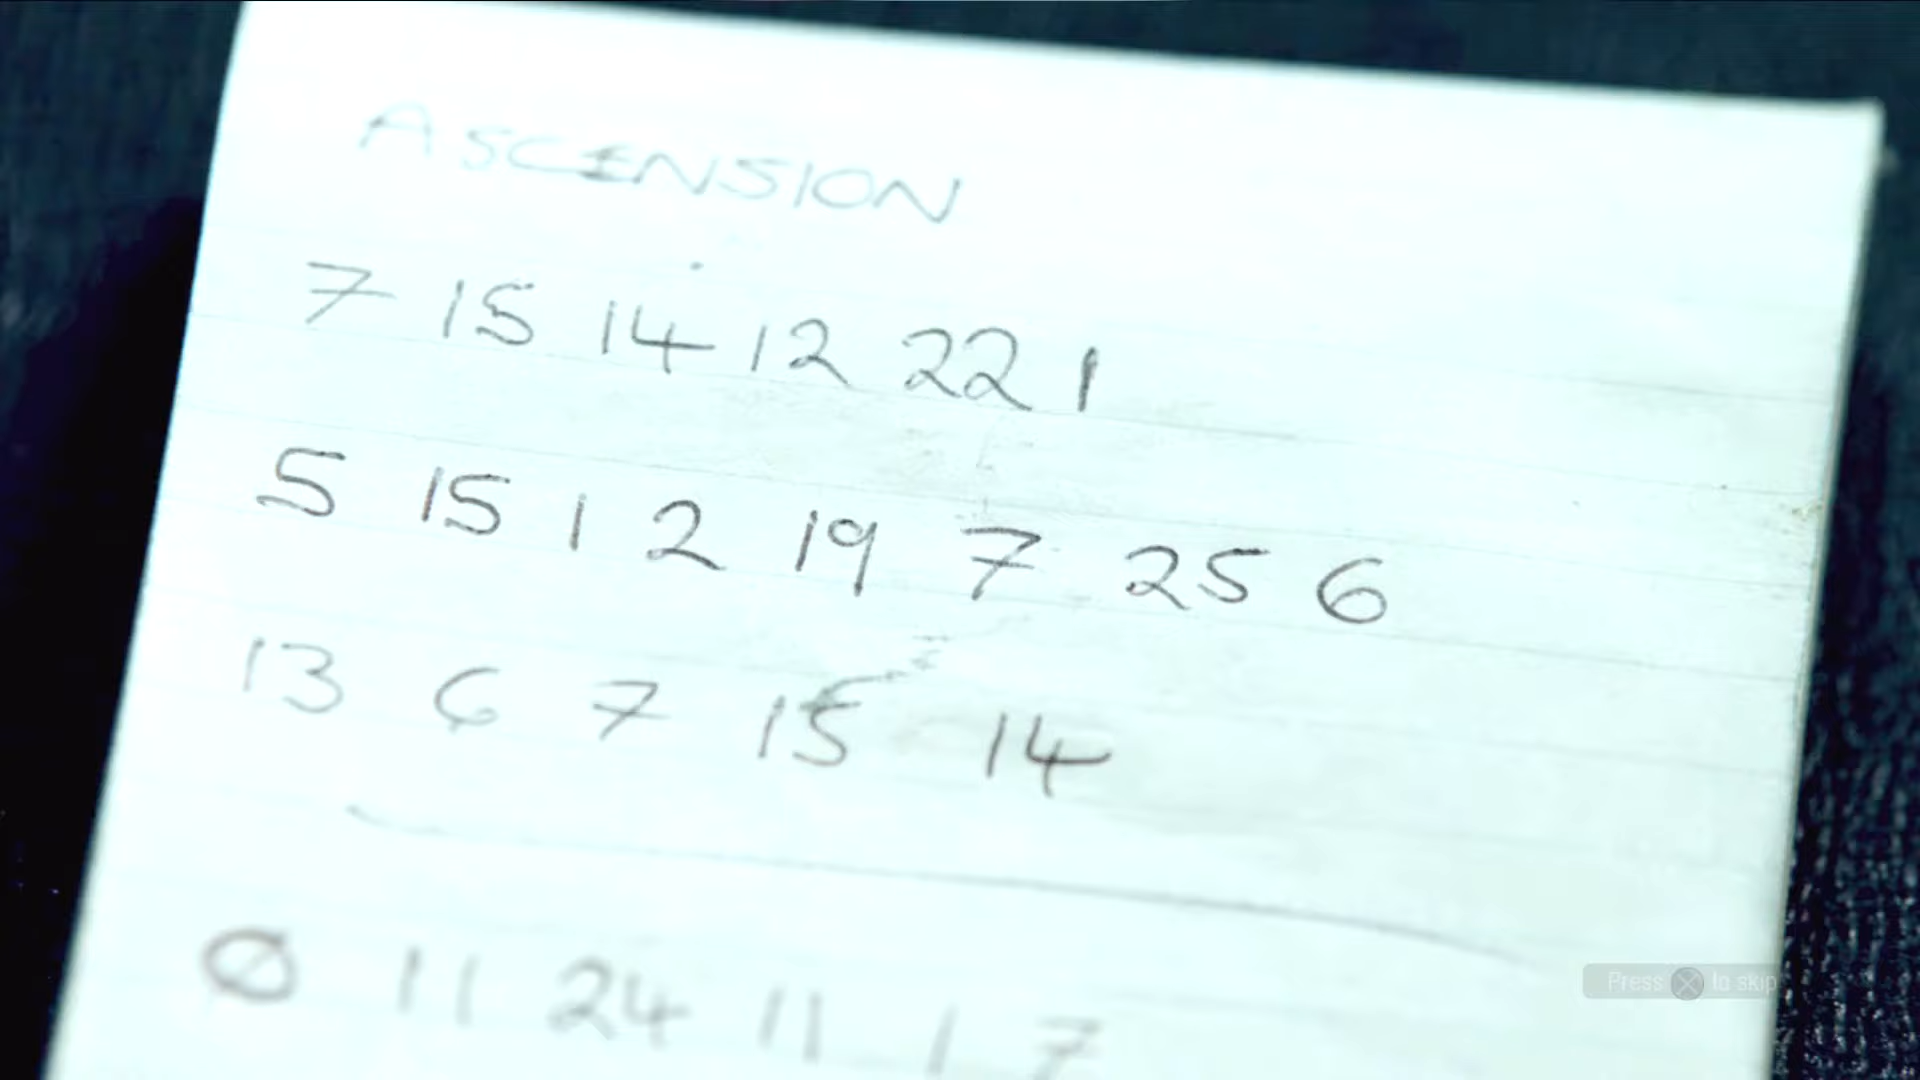 ASCENSION
7 15 14 12 22 1
5 15 1 2 19 7 25 6
13 6 7 15 14
Ø 11 24 11 1 7
Press ⓧ to skip